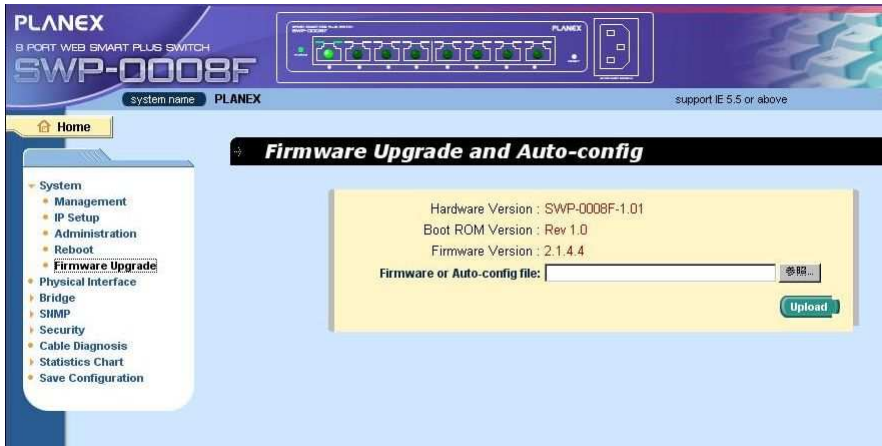 PLANEX
8 PORT WEB SMART PLUS SWITCH
SWP-0008F
PLANEX
system name PLANEX
support IE 5.5 or above
Home
Firmware Upgrade and Auto-config
System
Management
IP Setup
Administration
Reboot
Firmware Upgrade
Physical Interface
Bridge
SNMP
Security
Cable Diagnosis
Statistics Chart
Save Configuration
Hardware Version : SWP-0008F-1.01
Boot ROM Version : Rev 1.0
Firmware Version : 2.1.4.4
Firmware or Auto-config file: 参照...
Upload